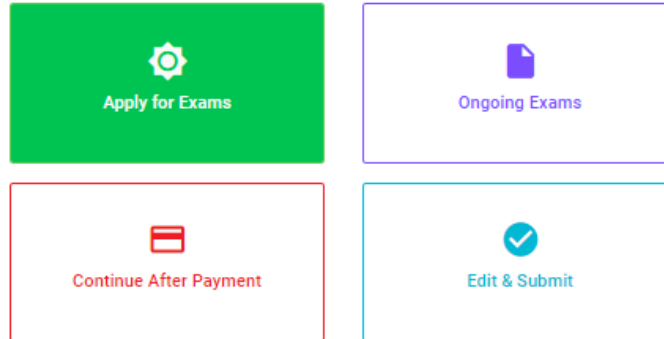 Apply for Exams
Ongoing Exams
Continue After Payment
Edit & Submit